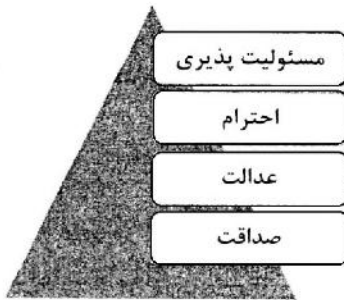 مسئولیت پذیری
احترام
عدالت
صداقت